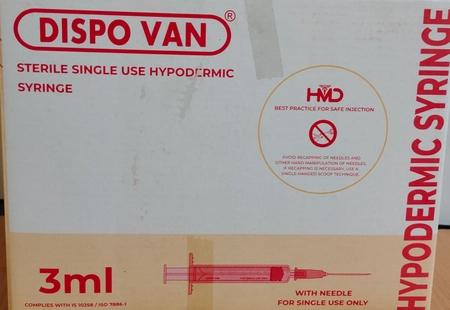 DISPO VAN®
STERILE SINGLE USE HYPODERMIC
SYRINGE
HMD
BEST PRACTICE FOR SAFE INJECTION
AVOID RECAPPING OF NEEDLES AND
OTHER HAND MANIPULATION OF NEEDLES.
IF RECAPPING IS NECESSARY, USE A
SINGLE HANDED SCOOP TECHNIQUE.
HYPODERMIC SYRINGE
3ml
COMPLIES WITH IS 10258 / ISO 7886-1
WITH NEEDLE
FOR SINGLE USE ONLY